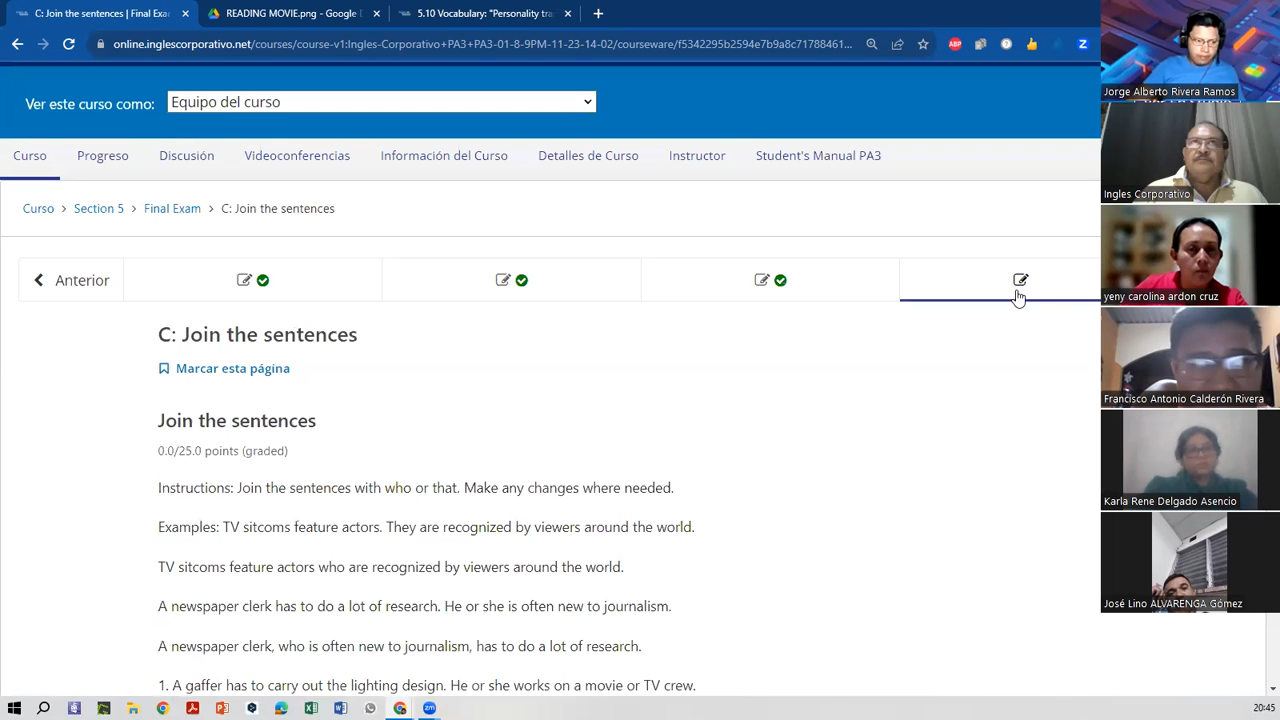 C: Join the sentences | Final Exa
READING MOVIE.png - Google
5.10 Vocabulary: "Personality tra
online.inglescorporativo.net/courses/course-v1:Ingles-Corporativo+PA3+PA3-01-8-9PM-11-23-14-02/courseware/f5342295b2594e7b9a8c71788461...
ABP
Z
Ver este curso como:
Equipo del curso
Curso
Progreso
Discusión
Videoconferencias
Información del Curso
Detalles de Curso
Instructor
Student's Manual PA3
Curso > Section 5 > Final Exam > C: Join the sentences
Anterior
C: Join the sentences
Marcar esta página
Join the sentences
0.0/25.0 points (graded)
Instructions: Join the sentences with who or that. Make any changes where needed.
Examples: TV sitcoms feature actors. They are recognized by viewers around the world.
TV sitcoms feature actors who are recognized by viewers around the world.
A newspaper clerk has to do a lot of research. He or she is often new to journalism.
A newspaper clerk, who is often new to journalism, has to do a lot of research.
1. A gaffer has to carry out the lighting design. He or she works on a movie or TV crew.
Jorge Alberto Rivera Ramos
Ingles Corporativo
yeny carolina ardon cruz
Francisco Antonio Calderón Rivera
Karla Rene Delgado Asencio
José Lino ALVARENGA Gómez
20:45